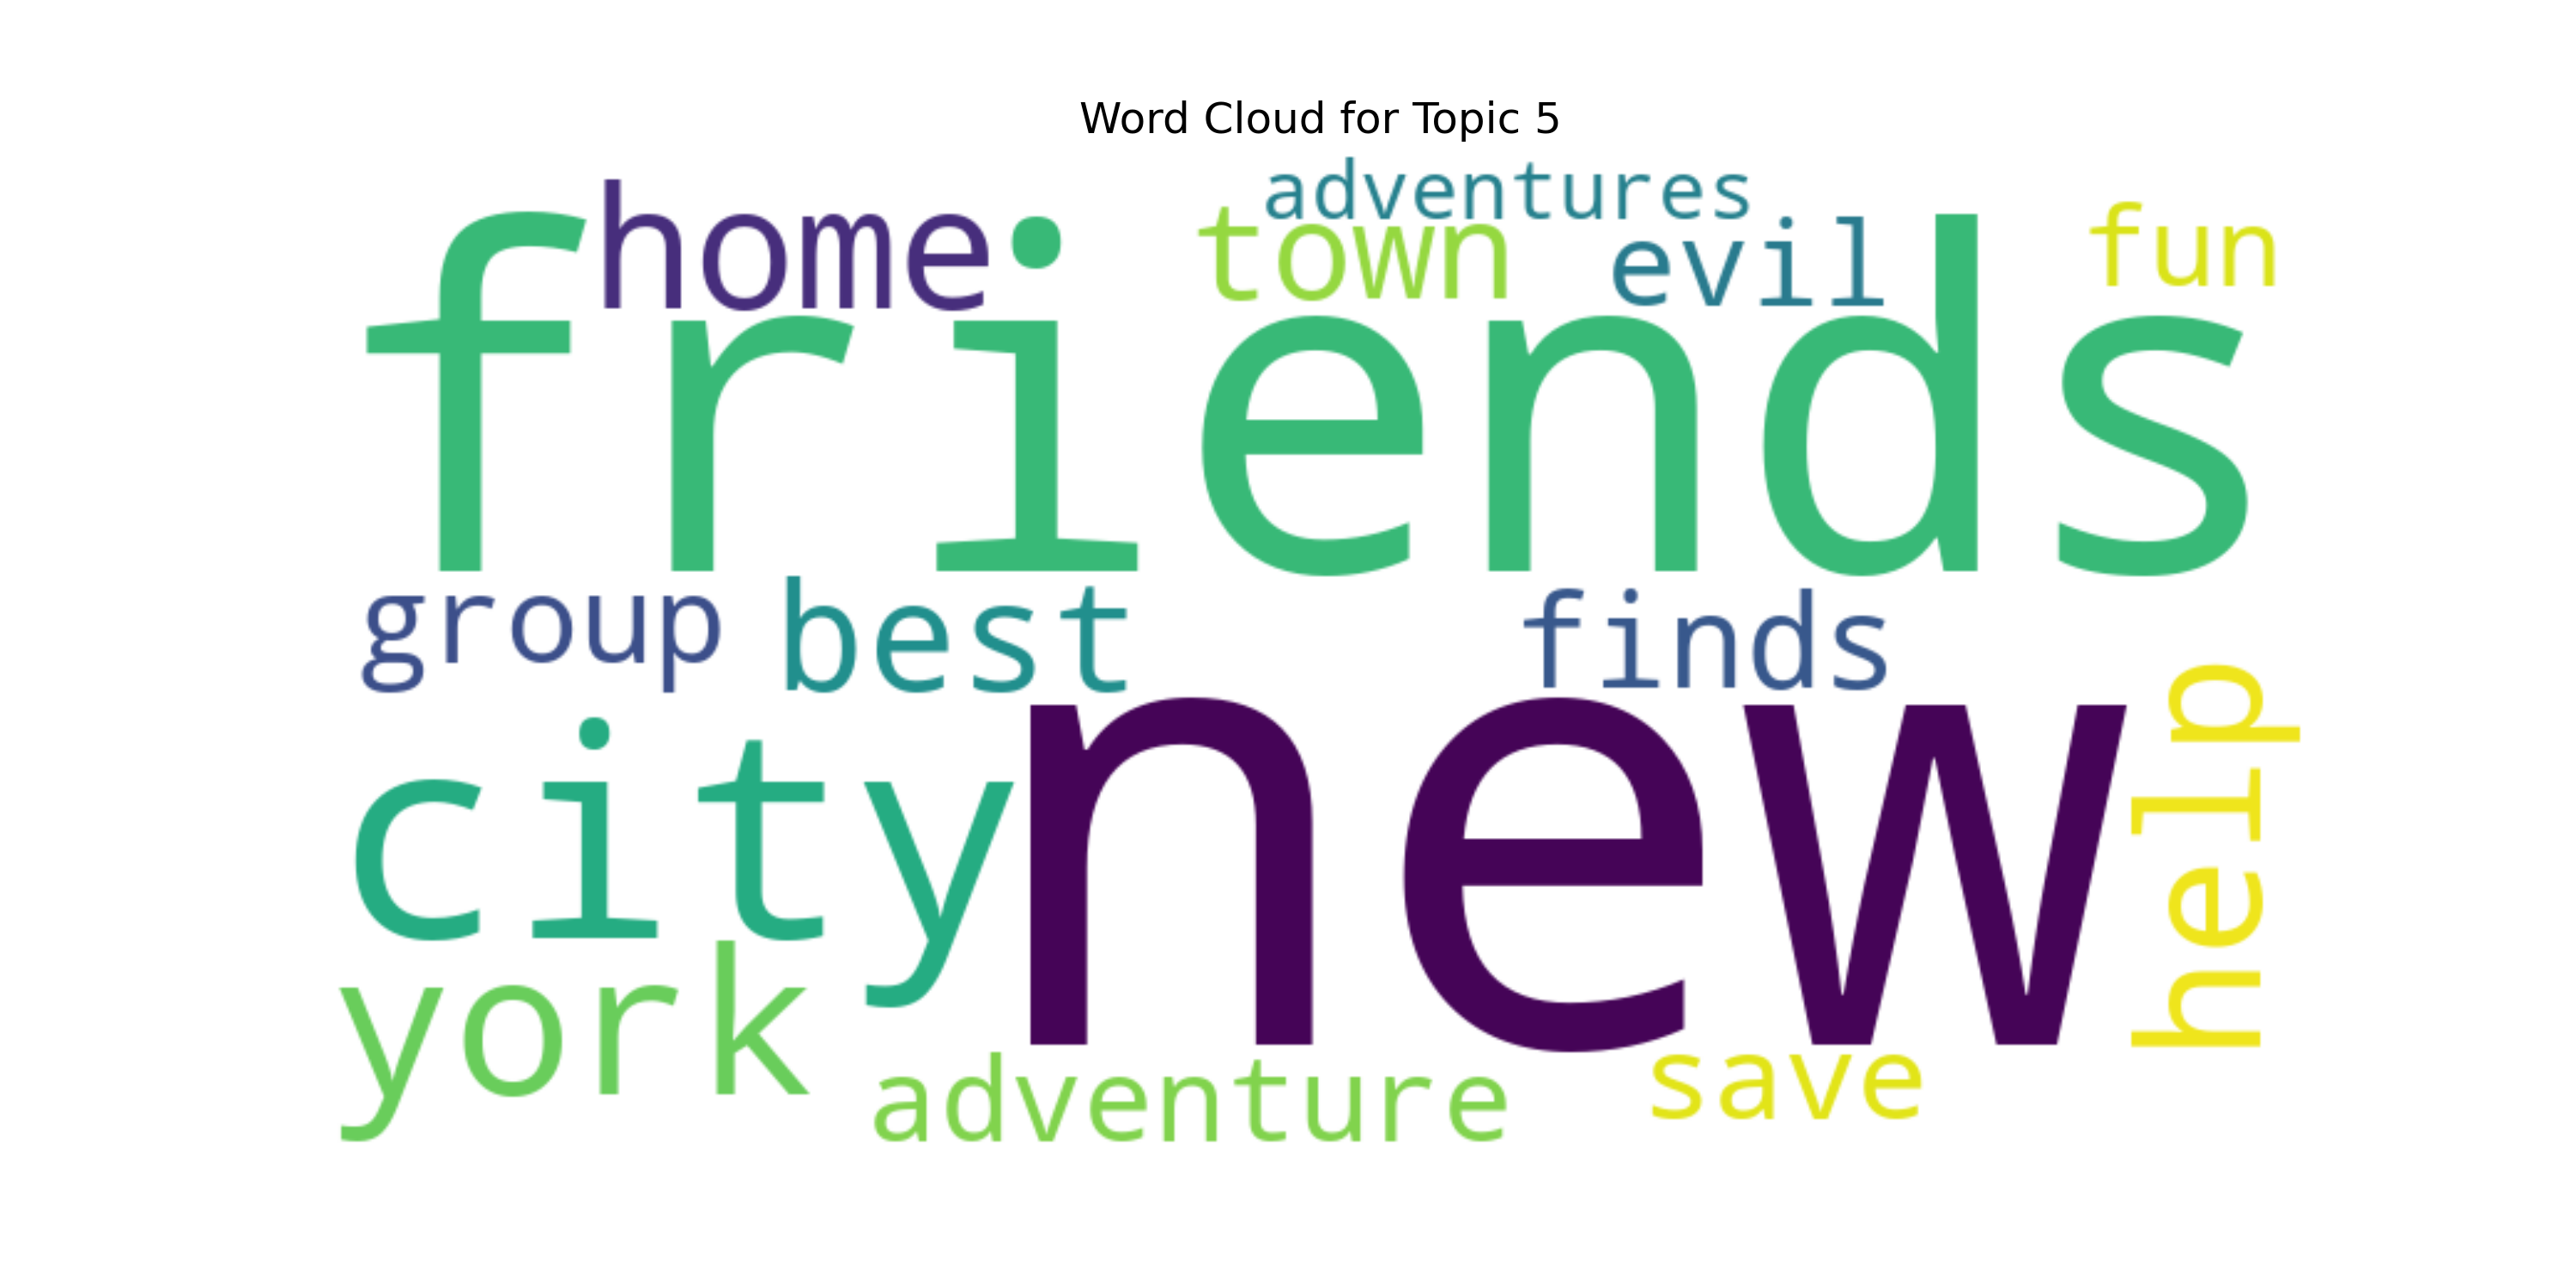 Word Cloud for Topic 5
adventures
home
town
evil
fun
friends
group
best
finds
city
new
help
york
adventure
save